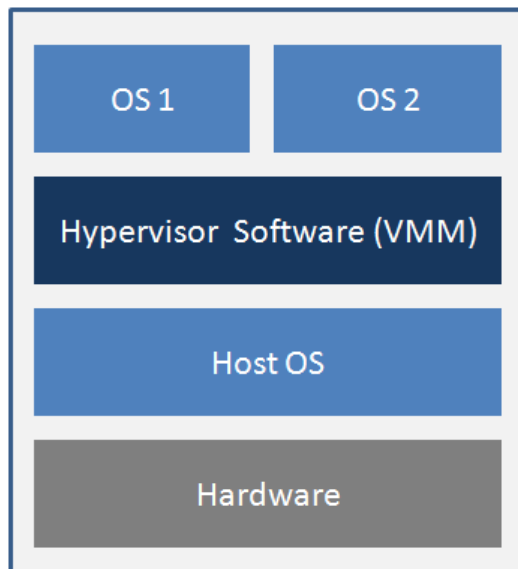 OS 1
OS 2
Hypervisor Software (VMM)
Host OS
Hardware